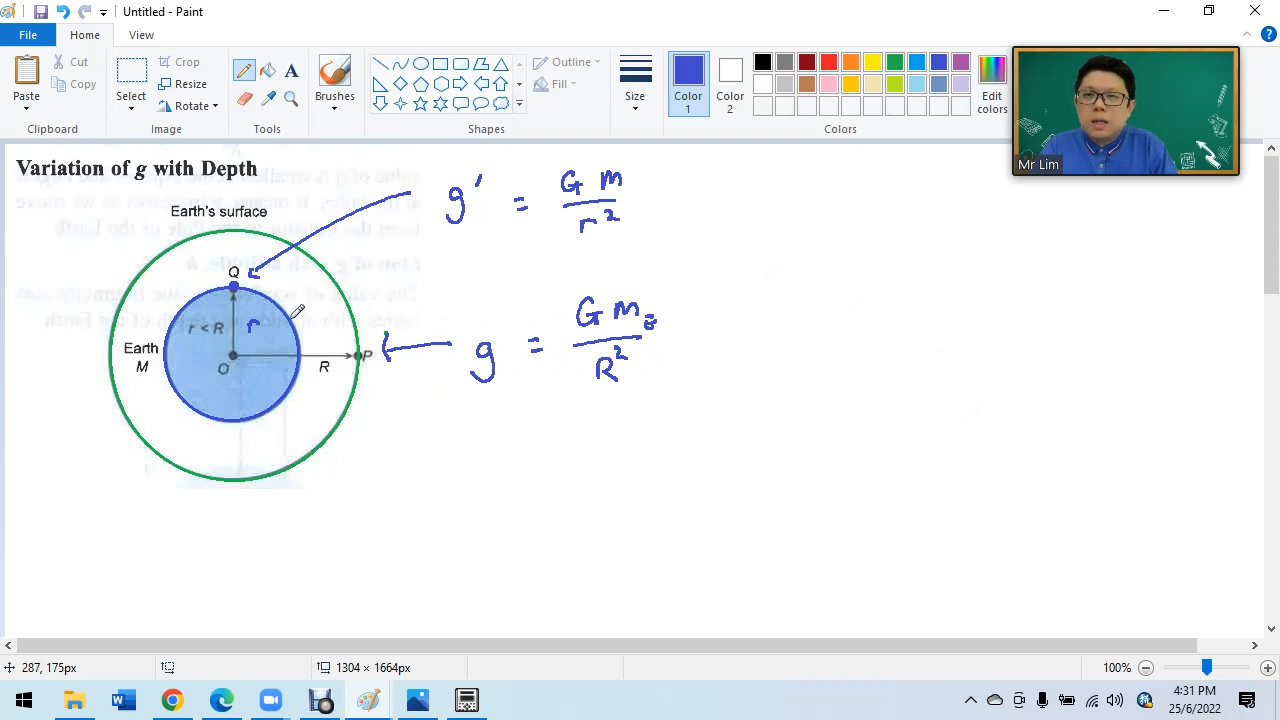 Untitled - Paint
File Home View
Paste Cut Copy
Clipboard
Select Crop Resize Rotate
Image
Tools
Brushes
Shapes
Outline
Fill
Size
Color 1
Color 2
Edit colors
Colors
Mr Lim
Variation of g with Depth
Earth's surface
Q
r < R
r
Earth
M
O
R
P
g' = G M / r²
g = G M_E / R²
287, 175px
1304 × 1664px
100%
4:31 PM
25/6/2022